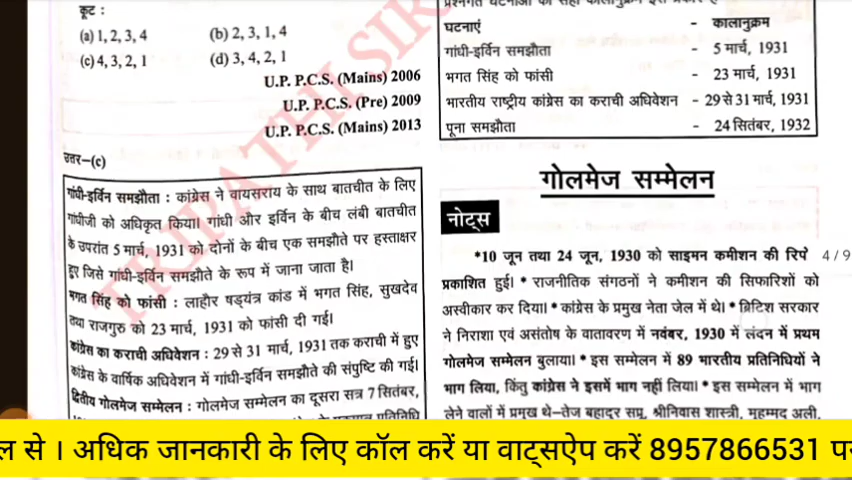 कूट :
(a) 1, 2, 3, 4 (b) 2, 3, 1, 4
(c) 4, 3, 2, 1 (d) 3, 4, 2, 1
U.P. P.C.S. (Mains) 2006
U.P. P.C.S. (Pre) 2009
U.P. P.C.S. (Mains) 2013
उत्तर–(c)
गांधी-इर्विन समझौता : कांग्रेस ने वायसराय के साथ बातचीत के लिए
गांधीजी को अधिकृत किया। गांधी और इर्विन के बीच लंबी बातचीत
के उपरांत 5 मार्च, 1931 को दोनों के बीच एक समझौते पर हस्ताक्षर
हुए जिसे गांधी-इर्विन समझौते के रूप में जाना जाता है।
भगत सिंह को फांसी : लाहौर षड्यंत्र कांड में भगत सिंह, सुखदेव
तथा राजगुरु को 23 मार्च, 1931 को फांसी दी गई।
कांग्रेस का कराची अधिवेशन : 29 से 31 मार्च, 1931 तक कराची में हुए
कांग्रेस के वार्षिक अधिवेशन में गांधी-इर्विन समझौते की संपुष्टि की गई।
द्वितीय गोलमेज सम्मेलन : गोलमेज सम्मेलन का दूसरा सत्र 7 सितंबर,
घटनाएं - कालानुक्रम
गांधी-इर्विन समझौता - 5 मार्च, 1931
भगत सिंह को फांसी - 23 मार्च, 1931
भारतीय राष्ट्रीय कांग्रेस का कराची अधिवेशन - 29 से 31 मार्च, 1931
पूना समझौता - 24 सितंबर, 1932
गोलमेज सम्मेलन
नोट्स
*10 जून तथा 24 जून, 1930 को साइमन कमीशन की रिपे
प्रकाशित हुई। * राजनीतिक संगठनों ने कमीशन की सिफारिशों को
अस्वीकार कर दिया। * कांग्रेस के प्रमुख नेता जेल में थे। * ब्रिटिश सरकार
ने निराशा एवं असंतोष के वातावरण में नवंबर, 1930 में लंदन में प्रथम
गोलमेज सम्मेलन बुलाया। * इस सम्मेलन में 89 भारतीय प्रतिनिधियों ने
भाग लिया, किंतु कांग्रेस ने इसमें भाग नहीं लिया। * इस सम्मेलन में भाग
लेने वालों में प्रमुख थे–तेज बहादुर सप्रू, श्रीनिवास शास्त्री, मुहम्मद अली,
4/9
TRIPATHI SIR
ल से । अधिक जानकारी के लिए कॉल करें या वाट्सऐप करें 8957866531 पर